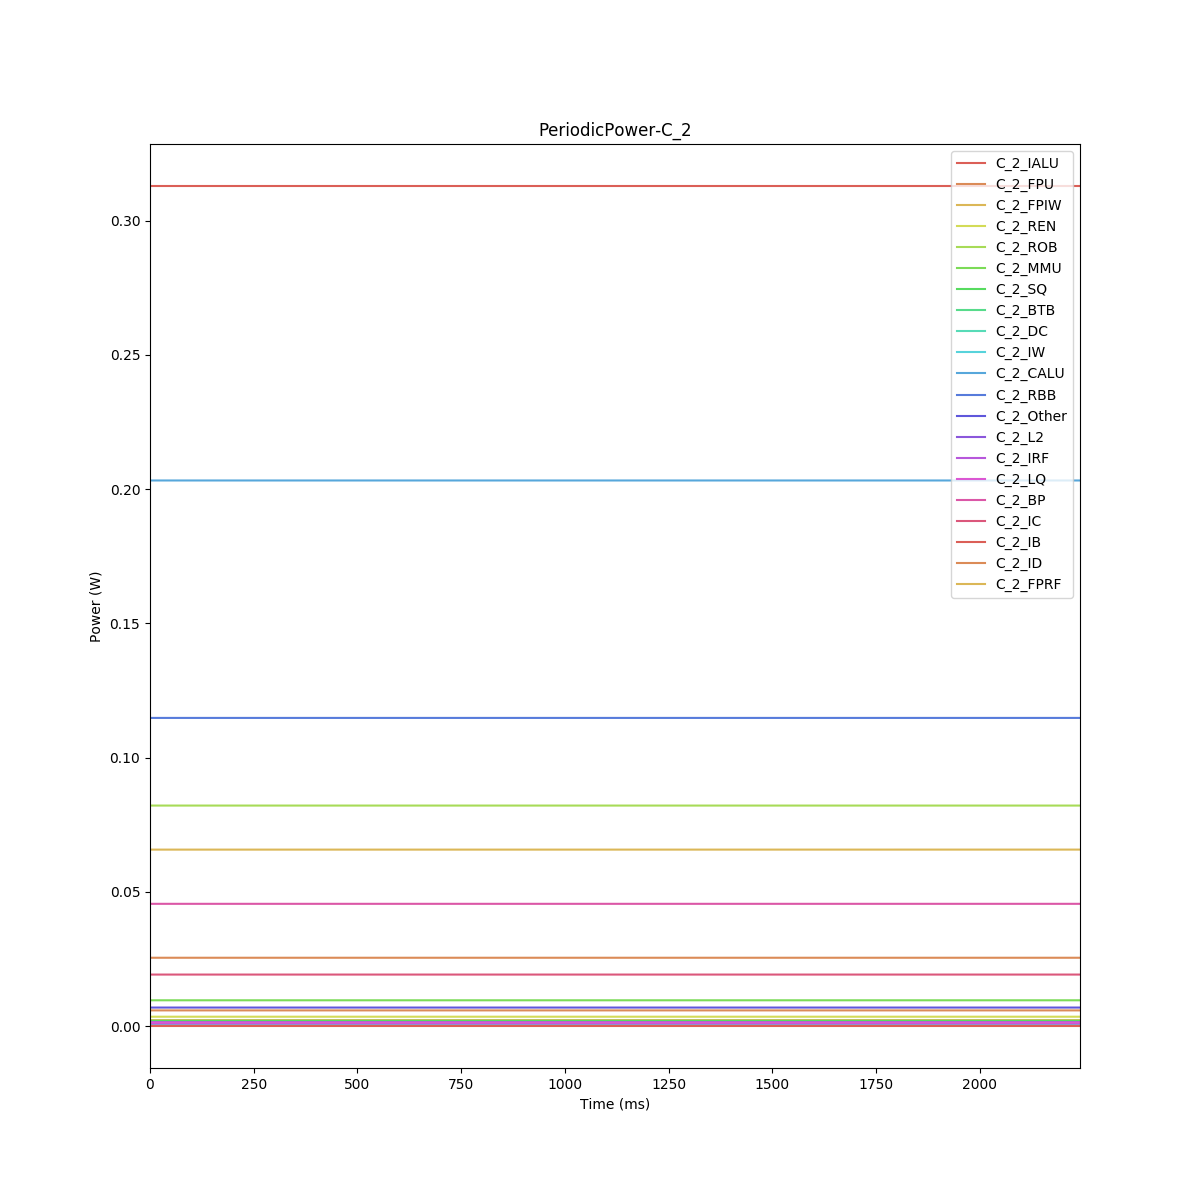 PeriodicPower-C_2
C_2_IALU
C_2_FPU
C_2_FPIW
C_2_REN
C_2_ROB
C_2_MMU
C_2_SQ
C_2_BTB
C_2_DC
C_2_IW
C_2_CALU
C_2_RBB
C_2_Other
C_2_L2
C_2_IRF
C_2_LQ
C_2_BP
C_2_IC
C_2_IB
C_2_ID
C_2_FPRF
0.30
0.25
0.20
0.15
0.10
0.05
0.00
Power (W)
0 250 500 750 1000 1250 1500 1750 2000
Time (ms)